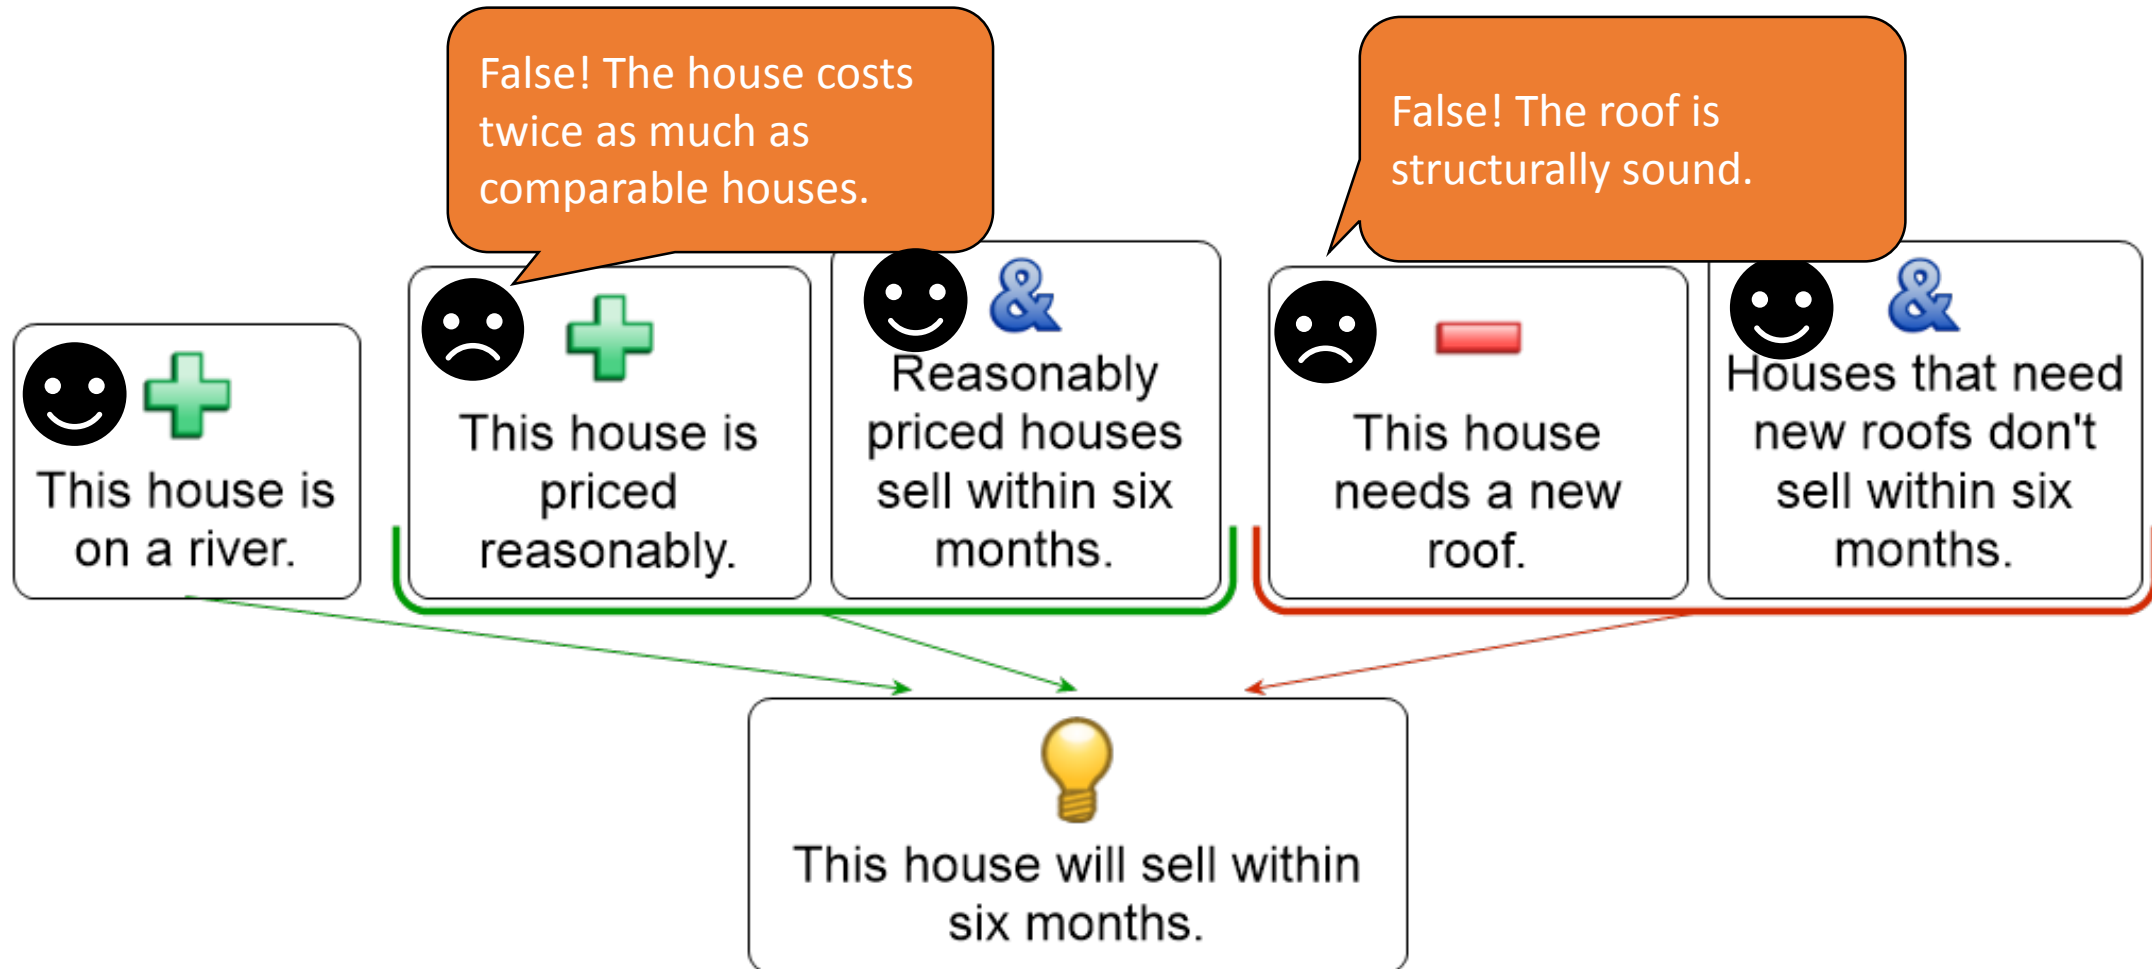 False! The house costs
twice as much as
comparable houses.
False! The roof is
structurally sound.
This house is
on a river.
This house is
priced
reasonably.
&
Reasonably
priced houses
sell within six
months.
This house
needs a new
roof.
&
Houses that need
new roofs don't
sell within six
months.
This house will sell within
six months.